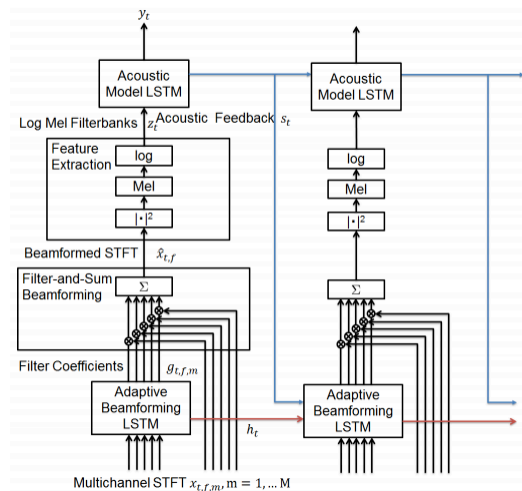 y_t
Acoustic
Model LSTM
Acoustic
Model LSTM
Log Mel Filterbanks z_t Acoustic Feedback s_t
Feature
Extraction
log
Mel
|·|²
log
Mel
|·|²
Beamformed STFT x̂_{t,f}
Filter-and-Sum
Beamforming
Σ
Σ
Filter Coefficients
g_{t,f,m}
Adaptive
Beamforming
LSTM
h_t
Adaptive
Beamforming
LSTM
Multichannel STFT x_{t,f,m}, m = 1, … M